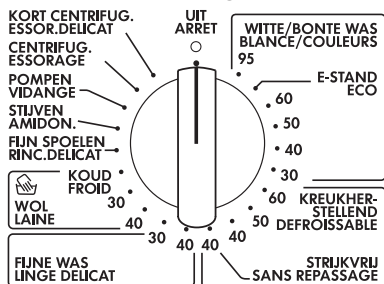 KORT CENTRIFUG.
ESSOR.DELICAT
CENTRIFUG.
ESSORAGE
POMPEN
VIDANGE
STIJVEN
AMIDON.
FIJN SPOELEN
RINC.DELICAT
KOUD
FROID
WOL
LAINE
30
40
FIJNE WAS
LINGE DELICAT
30
40
UIT
ARRET
WITTE/BONTE WAS
BLANCE/COULEURS
95
E-STAND
ECO
60
50
40
30
60
KREUKHER-
STELLEND
DEFROISSABLE
40
40
STRIJKVRIJ
SANS REPASSAGE